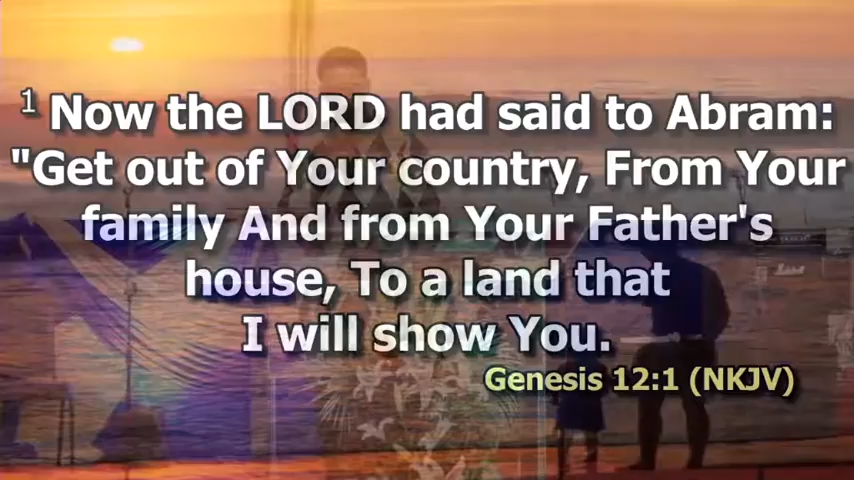 1 Now the LORD had said to Abram:
"Get out of Your country, From Your
family And from Your Father's
house, To a land that
I will show You.
Genesis 12:1 (NKJV)